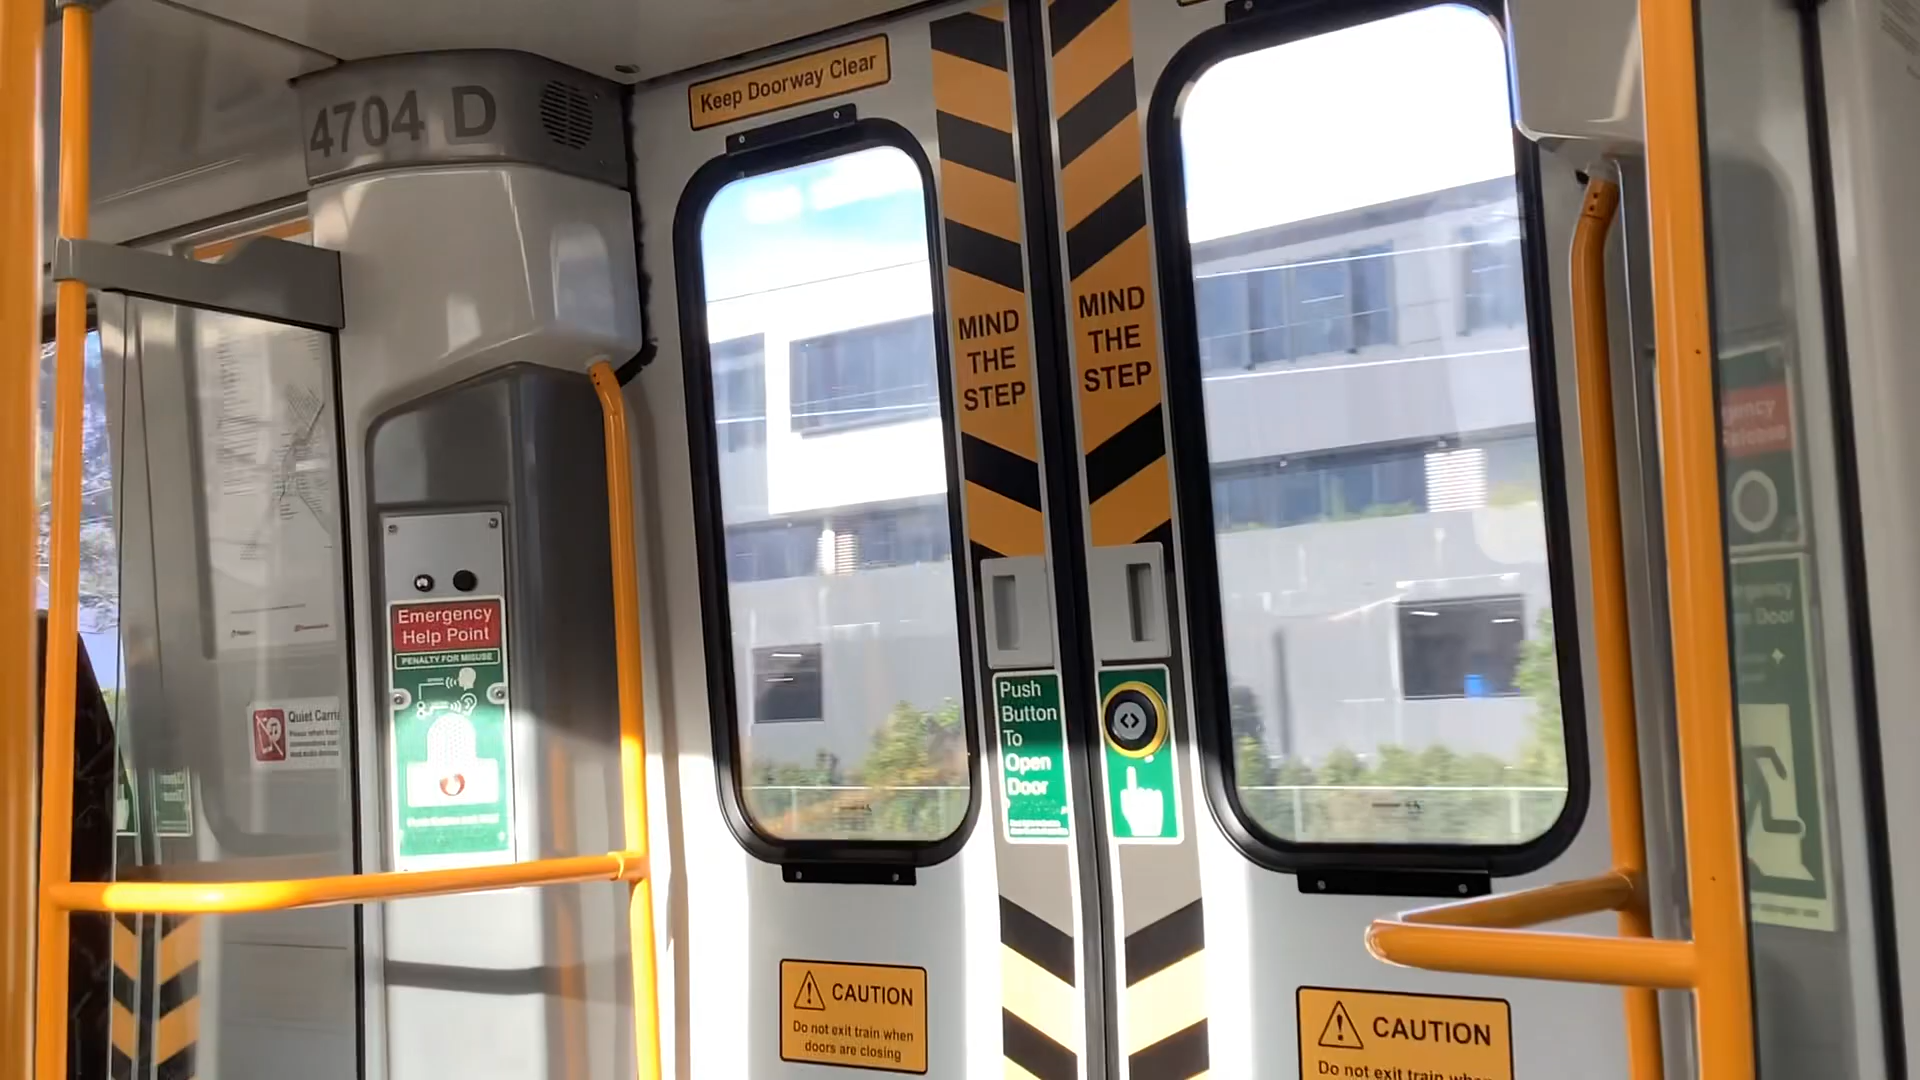 4704 D
Keep Doorway Clear
MIND
THE
STEP
MIND
THE
STEP
Emergency
Help Point
PENALTY FOR MISUSE
Quiet
Push
Button
To
Open
Door
CAUTION
Do not exit train when
doors are closing
CAUTION
Do not exit train when